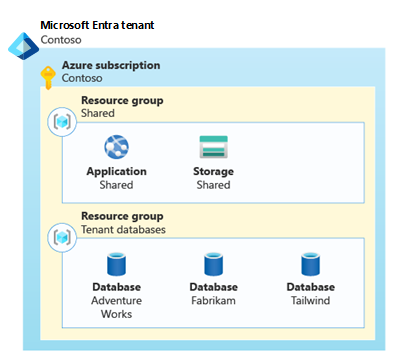 Microsoft Entra tenant
Contoso
Azure subscription
Contoso
Resource group
Shared
Application
Shared
Storage
Shared
Resource group
Tenant databases
Database
Adventure
Works
Database
Fabrikam
Database
Tailwind